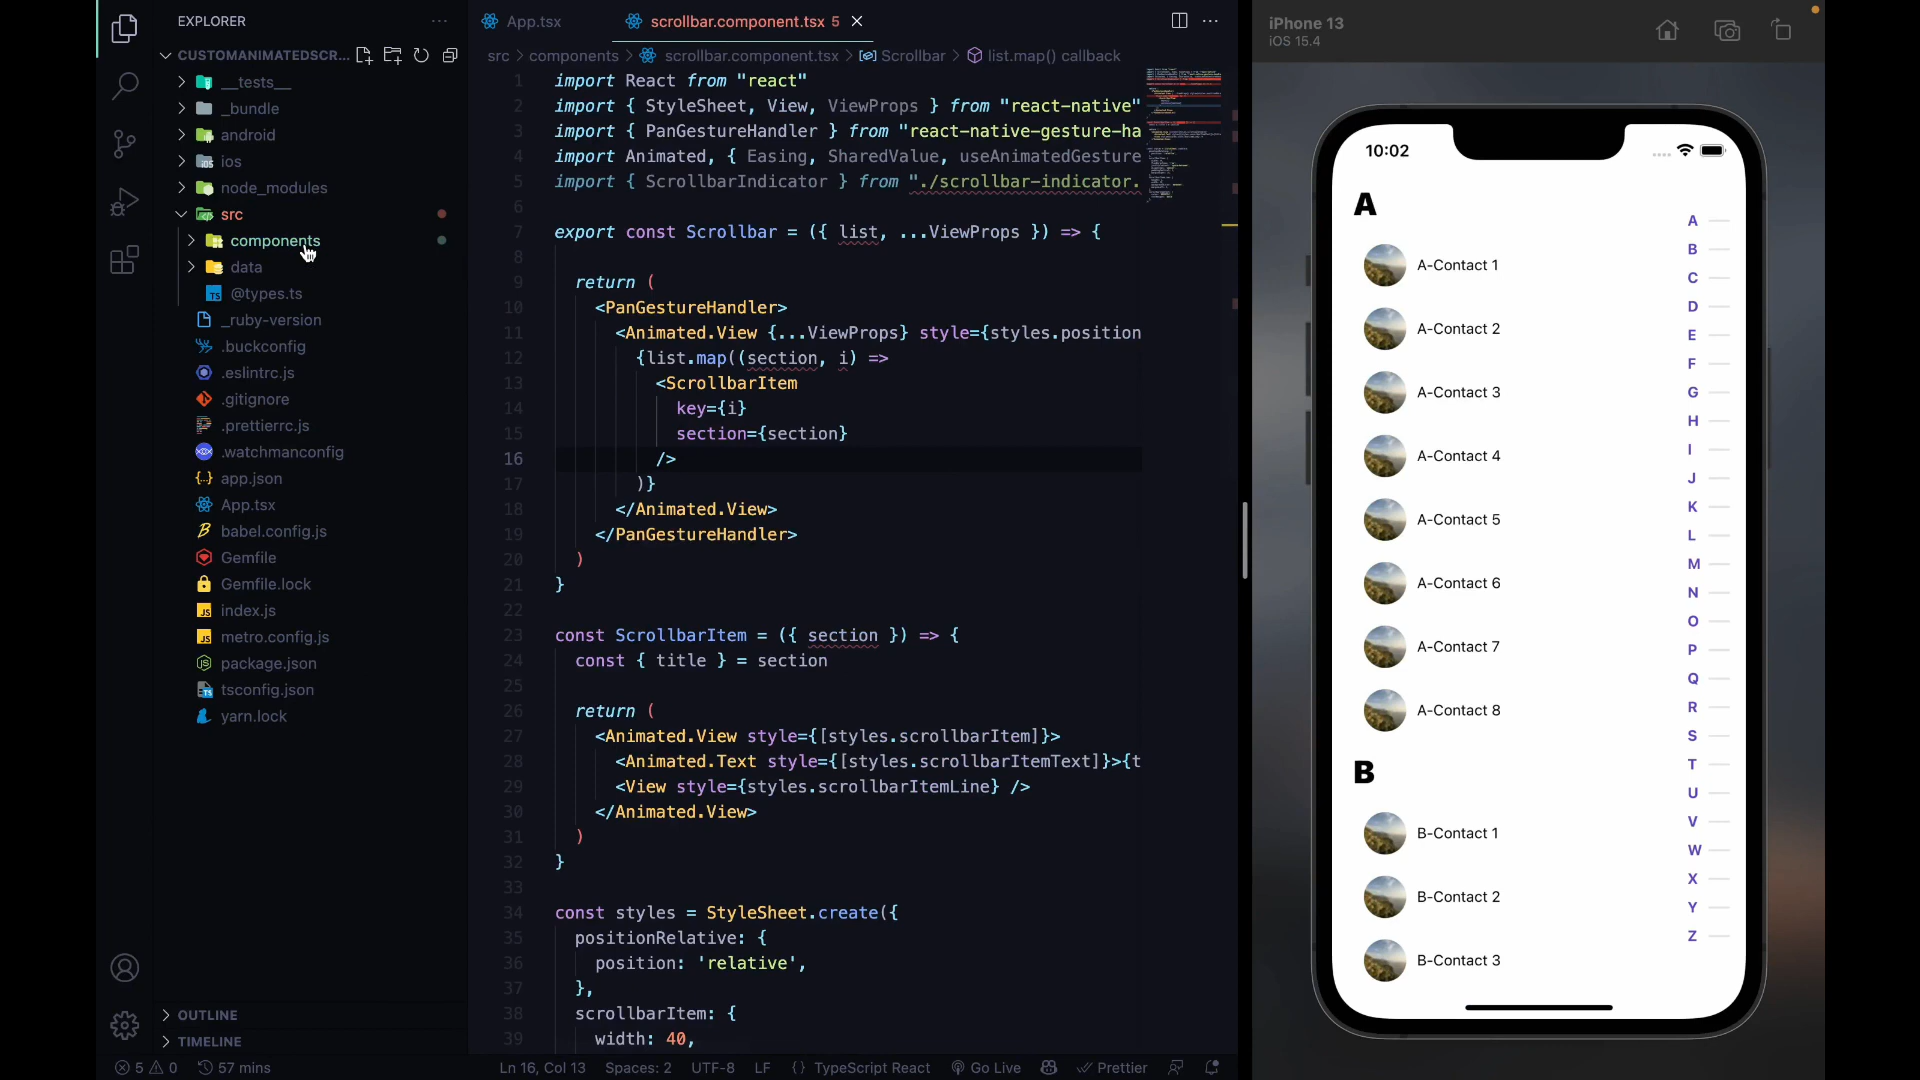 EXPLORER
CUSTOMANIMATEDSCR...
__tests__
_bundle
android
ios
node_modules
src
components
data
TS @types.ts
_ruby-version
.buckconfig
.eslintrc.js
.gitignore
.prettierrc.js
.watchmanconfig
app.json
App.tsx
babel.config.js
Gemfile
Gemfile.lock
JS index.js
JS metro.config.js
package.json
tsconfig.json
yarn.lock
OUTLINE
TIMELINE
App.tsx
scrollbar.component.tsx 5
src > components > scrollbar.component.tsx > Scrollbar > list.map() callback
1 import React from "react"
2 import { StyleSheet, View, ViewProps } from "react-native"
3 import { PanGestureHandler } from "react-native-gesture-ha
4 import Animated, { Easing, SharedValue, useAnimatedGesture
5 import { ScrollbarIndicator } from "./scrollbar-indicator.
6
7 export const Scrollbar = ({ list, ...ViewProps }) => {
8
9 return (
10 <PanGestureHandler>
11 <Animated.View {...ViewProps} style={styles.position
12 {list.map((section, i) =>
13 <ScrollbarItem
14 key={i}
15 section={section}
16 />
17 )}
18 </Animated.View>
19 </PanGestureHandler>
20 )
21 }
22
23 const ScrollbarItem = ({ section }) => {
24 const { title } = section
25
26 return (
27 <Animated.View style={[styles.scrollbarItem]}>
28 <Animated.Text style={[styles.scrollbarItemText]}>{t
29 <View style={styles.scrollbarItemLine} />
30 </Animated.View>
31 )
32 }
33
34 const styles = StyleSheet.create({
35 positionRelative: {
36 position: 'relative',
37 },
38 scrollbarItem: {
39 width: 40,
5 0 57 mins
Ln 16, Col 13 Spaces: 2 UTF-8 LF {} TypeScript React Go Live Prettier
iPhone 13
iOS 15.4
10:02
A
A-Contact 1
A-Contact 2
A-Contact 3
A-Contact 4
A-Contact 5
A-Contact 6
A-Contact 7
A-Contact 8
B
B-Contact 1
B-Contact 2
B-Contact 3
A
B
C
D
E
F
G
H
I
J
K
L
M
N
O
P
Q
R
S
T
U
V
W
X
Y
Z